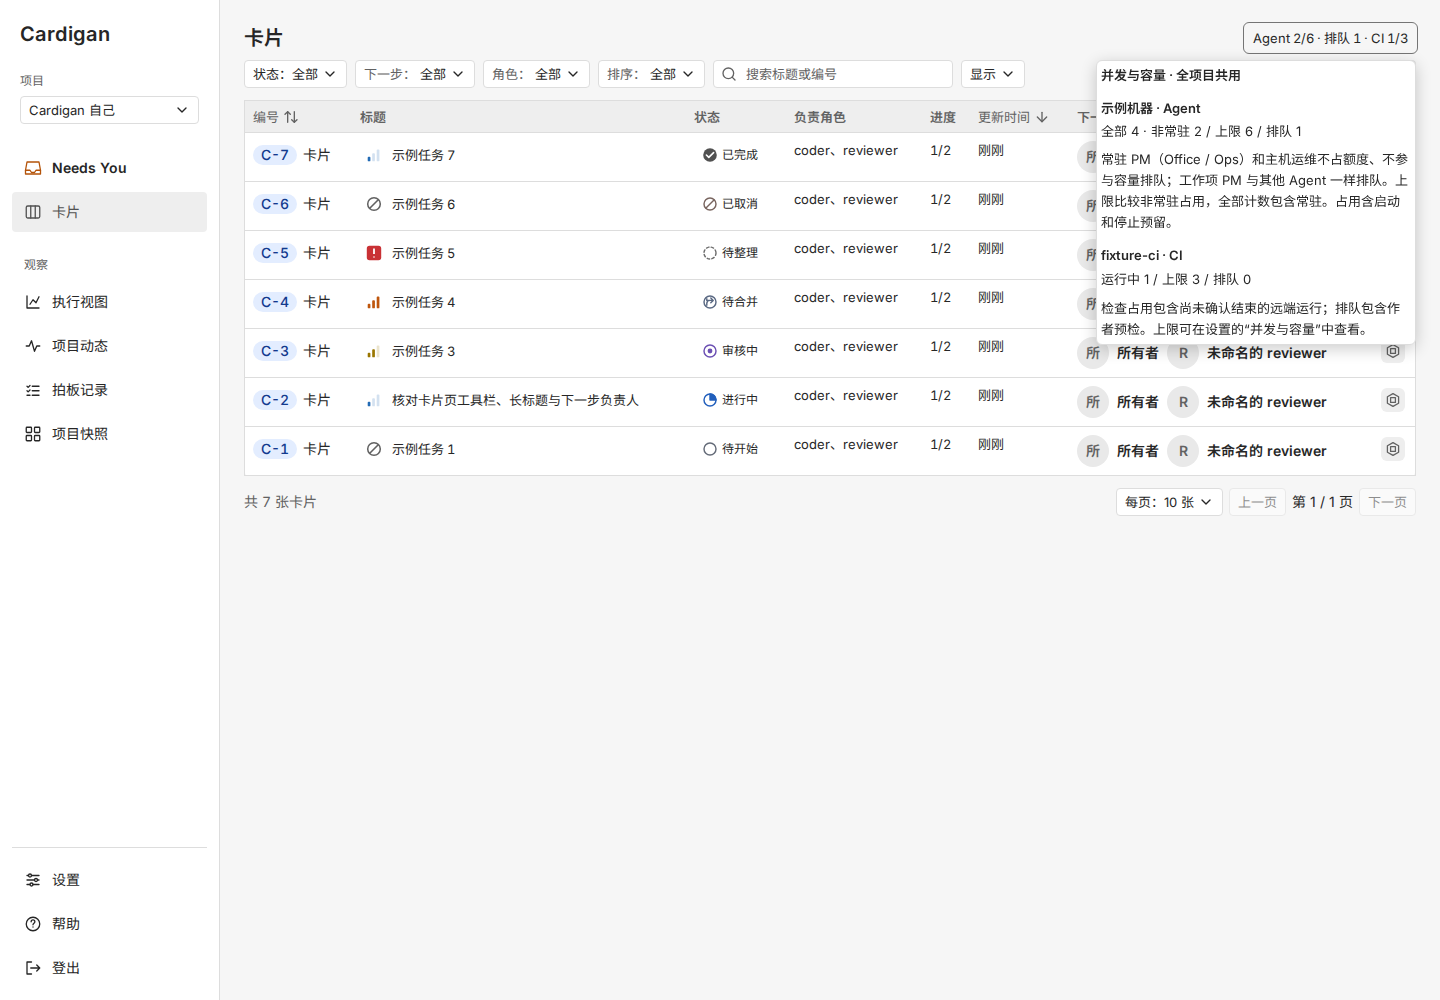 Cardigan
项目
Cardigan 自己
Needs You
卡片
观察
执行视图
项目动态
拍板记录
项目快照
设置
帮助
登出
卡片
Agent 2/6 · 排队 1 · CI 1/3
状态：全部
下一步：全部
角色：全部
排序：全部
搜索标题或编号
显示
并发与容量 · 全项目共用
示例机器 · Agent
全部 4 · 非常驻 2 / 上限 6 / 排队 1
常驻 PM（Office / Ops）和主机运维不占额度、不参
与容量排队；工作项 PM 与其他 Agent 一样排队。上
限比较非常驻占用，全部计数包含常驻。占用含启动
和停止预留。
fixture-ci · CI
运行中 1 / 上限 3 / 排队 0
检查占用包含尚未确认结束的远端运行；排队包含作
者预检。上限可在设置的“并发与容量”中查看。
编号 标题 状态 负责角色 进度 更新时间
C-7 卡片 示例任务 7 已完成 coder、reviewer 1/2 刚刚
C-6 卡片 示例任务 6 已取消 coder、reviewer 1/2 刚刚
C-5 卡片 示例任务 5 待整理 coder、reviewer 1/2 刚刚
C-4 卡片 示例任务 4 待合并 coder、reviewer 1/2 刚刚
C-3 卡片 示例任务 3 审核中 coder、reviewer 1/2 刚刚 所 所有者 R 未命名的 reviewer
C-2 卡片 核对卡片页工具栏、长标题与下一步负责人 进行中 coder、reviewer 1/2 刚刚 所 所有者 R 未命名的 reviewer
C-1 卡片 示例任务 1 待开始 coder、reviewer 1/2 刚刚 所 所有者 R 未命名的 reviewer
共 7 张卡片
每页：10 张
上一页
第 1 / 1 页
下一页